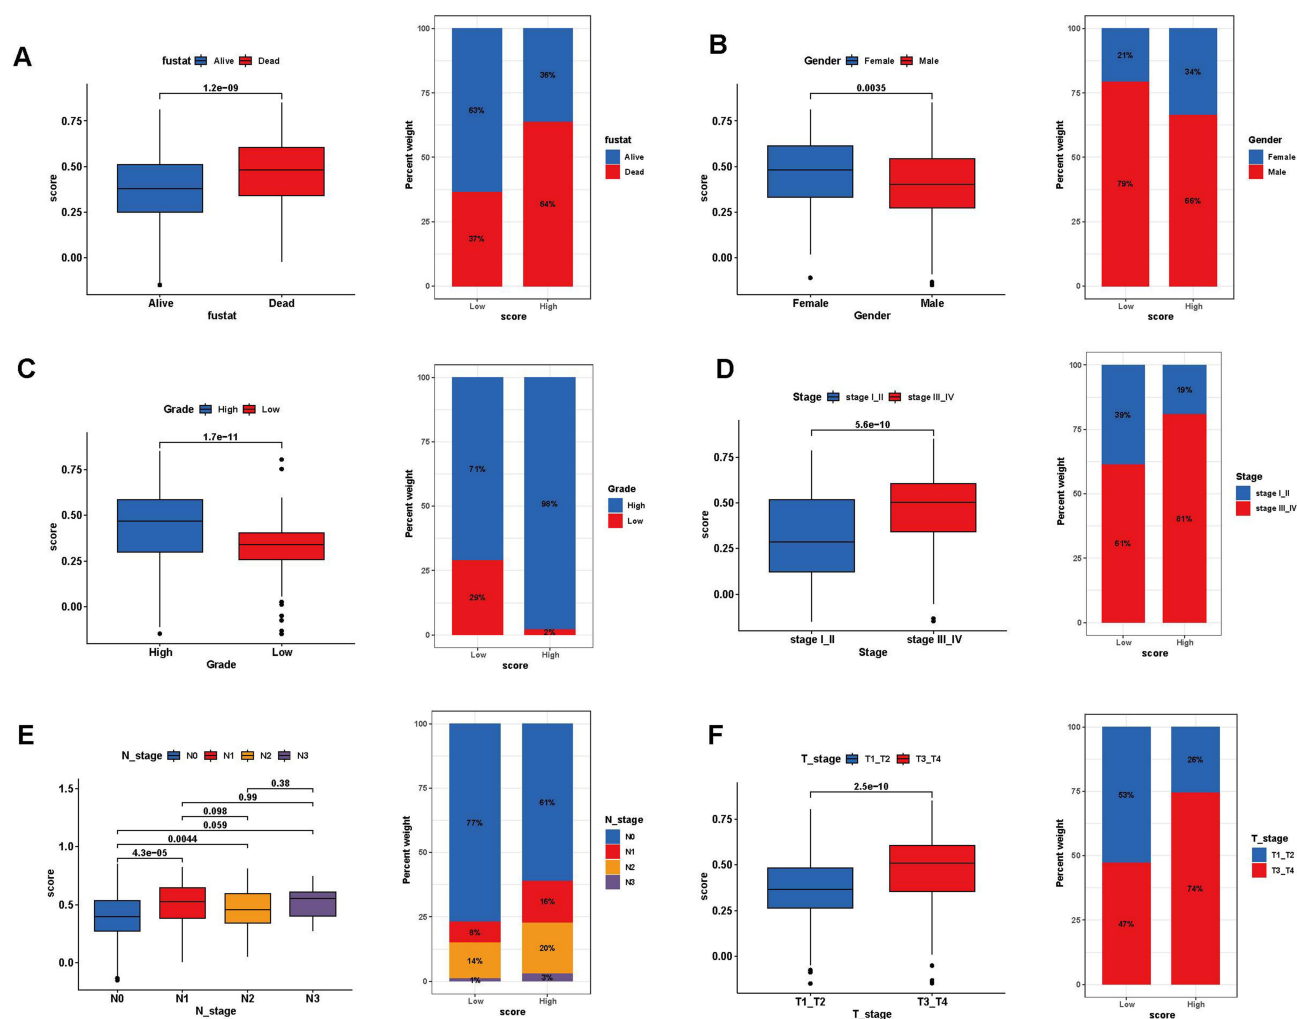 A
fustat Alive Dead
1.2e−09
score
0.75
0.50
0.25
0.00
Alive Dead
fustat
Percent weight
100
75
50
25
0
63%
37%
36%
64%
Low High
score
fustat
Alive
Dead
B
Gender Female Male
0.0035
score
0.75
0.50
0.25
0.00
Female Male
Gender
Percent weight
100
75
50
25
0
21%
79%
34%
66%
Low High
score
Gender
Female
Male
C
Grade High Low
1.7e−11
score
0.75
0.50
0.25
0.00
High Low
Grade
Percent weight
100
75
50
25
0
71%
29%
98%
2%
Low High
score
Grade
High
Low
D
Stage stage I_II stage III_IV
5.6e−10
score
0.75
0.50
0.25
0.00
stage I_II stage III_IV
Stage
Percent weight
100
75
50
25
0
39%
61%
19%
81%
Low High
score
Stage
stage I_II
stage III_IV
E
N_stage N0 N1 N2 N3
0.38
0.99
0.098
0.059
0.0044
4.3e−05
score
1.5
1.0
0.5
0.0
N0 N1 N2 N3
N_stage
Percent weight
100
75
50
25
0
77%
8%
14%
1%
61%
16%
20%
3%
Low High
score
N_stage
N0
N1
N2
N3
F
T_stage T1_T2 T3_T4
2.5e−10
score
0.75
0.50
0.25
0.00
T1_T2 T3_T4
T_stage
Percent weight
100
75
50
25
0
53%
47%
26%
74%
Low High
score
T_stage
T1_T2
T3_T4